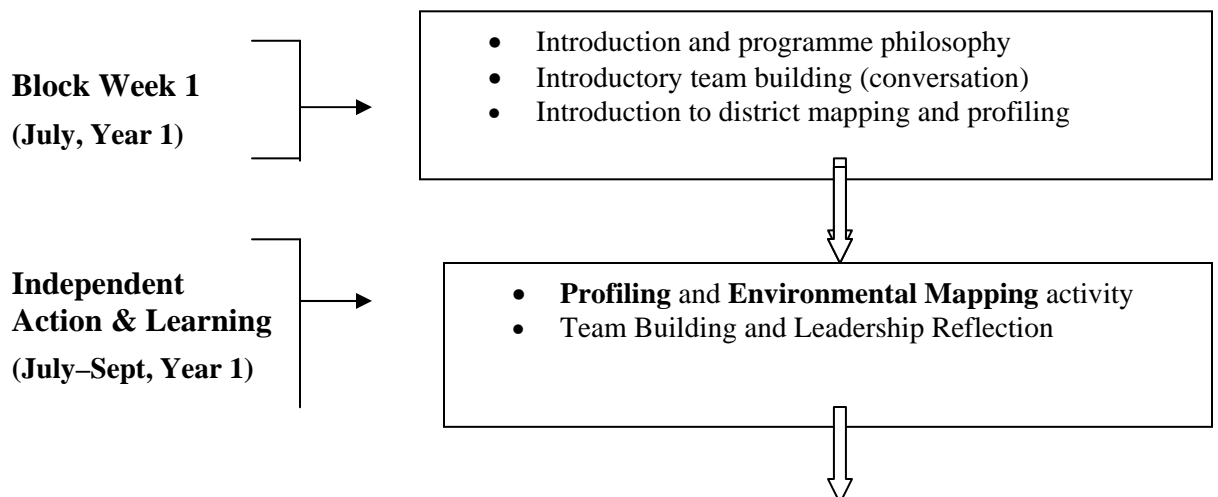 Block Week 1
(July, Year 1)
• Introduction and programme philosophy
• Introductory team building (conversation)
• Introduction to district mapping and profiling
Independent
Action & Learning
(July–Sept, Year 1)
• Profiling and Environmental Mapping activity
• Team Building and Leadership Reflection